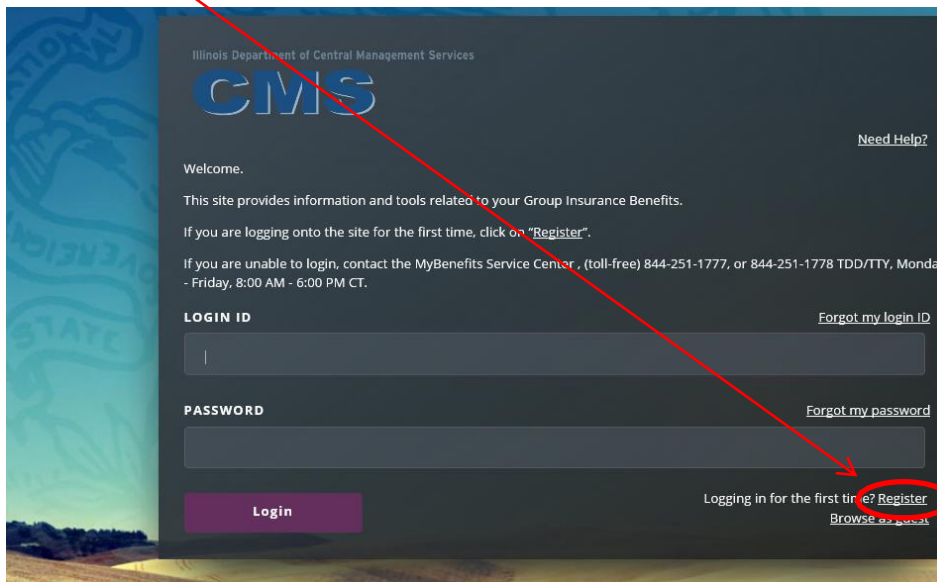 Illinois Department of Central Management Services
CMS
Need Help?
Welcome.
This site provides information and tools related to your Group Insurance Benefits.
If you are logging onto the site for the first time, click on "Register".
If you are unable to login, contact the MyBenefits Service Center , (toll-free) 844-251-1777, or 844-251-1778 TDD/TTY, Monda
- Friday, 8:00 AM - 6:00 PM CT.
LOGIN ID
Forgot my login ID
PASSWORD
Forgot my password
Logging in for the first time? Register
Login
Browse as guest